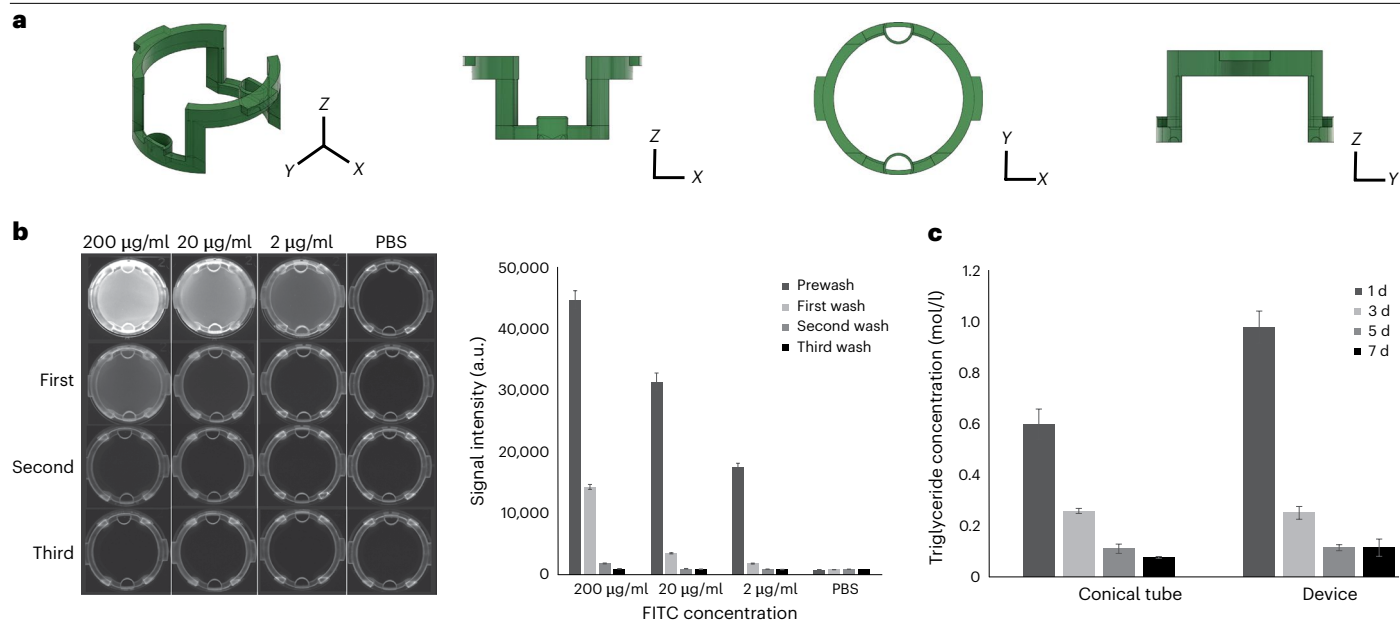 a
Z
Y
X
Z
X
Y
X
Z
Y
b
200 µg/ml 20 µg/ml 2 µg/ml PBS
First
Second
Third
50,000
40,000
30,000
20,000
10,000
0
Signal intensity (a.u.)
Prewash
First wash
Second wash
Third wash
200 µg/ml 20 µg/ml 2 µg/ml PBS
FITC concentration
c
1.2
1.0
0.8
0.6
0.4
0.2
0
Triglyceride concentration (mol/l)
1 d
3 d
5 d
7 d
Conical tube Device